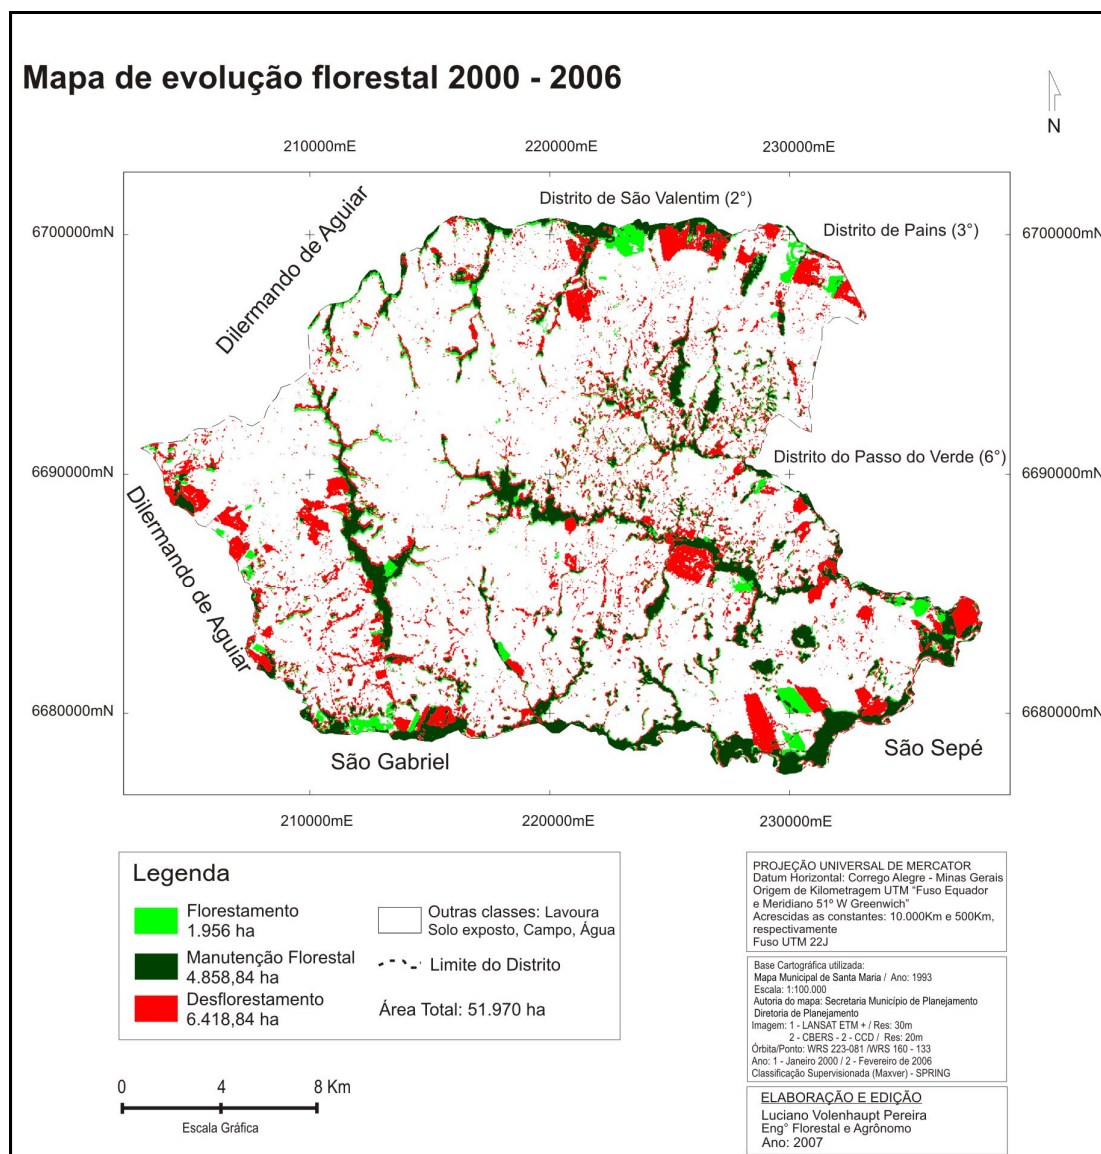 Mapa de evolução florestal 2000 - 2006
N
210000mE
220000mE
230000mE
Distrito de São Valentim (2°)
Distrito de Pains (3°)
Dilermando de Aguiar
6700000mN
6700000mN
Distrito do Passo do Verde (6°)
6690000mN
6690000mN
Dilermando de Aguiar
6680000mN
6680000mN
São Gabriel
São Sepé
210000mE
220000mE
230000mE
Legenda
Florestamento
1.956 ha
Manutenção Florestal
4.858,84 ha
Desflorestamento
6.418,84 ha
Outras classes: Lavoura
Solo exposto, Campo, Água
Limite do Distrito
Área Total: 51.970 ha
0 4 8 Km
Escala Gráfica
PROJEÇÃO UNIVERSAL DE MERCATOR
Datum Horizontal: Corrego Alegre - Minas Gerais
Origem de Kilometragem UTM "Fuso Equador
e Meridiano 51º W Greenwich"
Acrescidas as constantes: 10.000Km e 500Km,
respectivamente
Fuso UTM 22J
Base Cartográfica utilizada:
Mapa Municipal de Santa Maria / Ano: 1993
Escala: 1:100.000
Autoria do mapa: Secretaria Município de Planejamento
Diretoria de Planejamento
Imagem: 1 - LANSAT ETM + / Res: 30m
2 - CBERS - 2 - CCD / Res: 20m
Órbita/Ponto: WRS 223-081 /WRS 160 - 133
Ano: 1 - Janeiro 2000 / 2 - Fevereiro de 2006
Classificação Supervisionada (Maxver) - SPRING
ELABORAÇÃO E EDIÇÃO
Luciano Volenhaupt Pereira
Eng° Florestal e Agrônomo
Ano: 2007